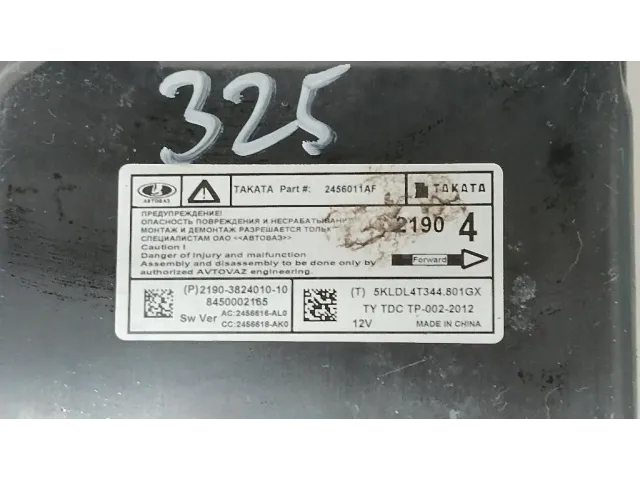 325
АВТОВАЗ
TAKATA Part #: 2456011AF
TAKATA
ПРЕДУПРЕЖДЕНИЕ!
ОПАСНОСТЬ ПОВРЕЖДЕНИЯ И НЕСРАБАТЫВАНИЯ
МОНТАЖ И ДЕМОНТАЖ РАЗРЕШАЕТСЯ ТОЛЬКО
СПЕЦИАЛИСТАМ ОАО <<АВТОВАЗ>>
Caution !
Danger of injury and malfunction
Assembly and disassembly to be done only by
authorized AVTOVAZ engineering.
2190 4
Forward
(P)2190-3824010-10
8450002165
Sw Ver
AC:2456616-AL0
CC:2456618-AK0
(T) 5KLDL4T344.801GX
TY TDC TP-002-2012
12V MADE IN CHINA